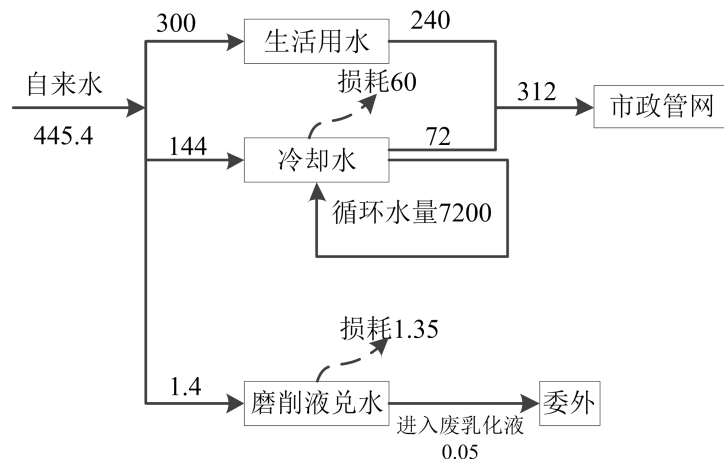 300
生活用水
240
自来水
445.4
损耗60
312
市政管网
144
冷却水
72
循环水量7200
损耗1.35
1.4
磨削液兑水
进入废乳化液
0.05
委外